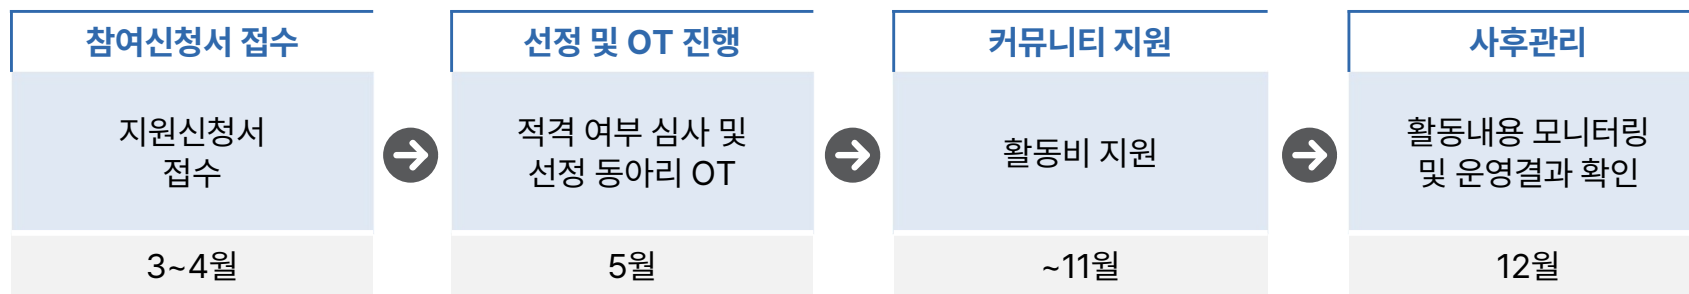 참여신청서 접수
지원신청서
접수
3~4월
선정 및 OT 진행
적격 여부 심사 및
선정 동아리 OT
5월
커뮤니티 지원
활동비 지원
~11월
사후관리
활동내용 모니터링
및 운영결과 확인
12월